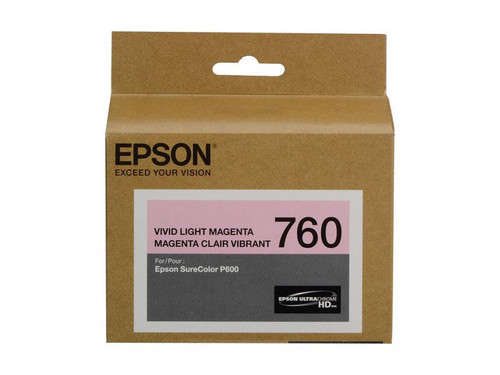 EPSON®
EXCEED YOUR VISION
VIVID LIGHT MAGENTA
MAGENTA CLAIR VIBRANT
760
For/Pour :
Epson SureColor P600
EPSON ULTRACHROME
HD